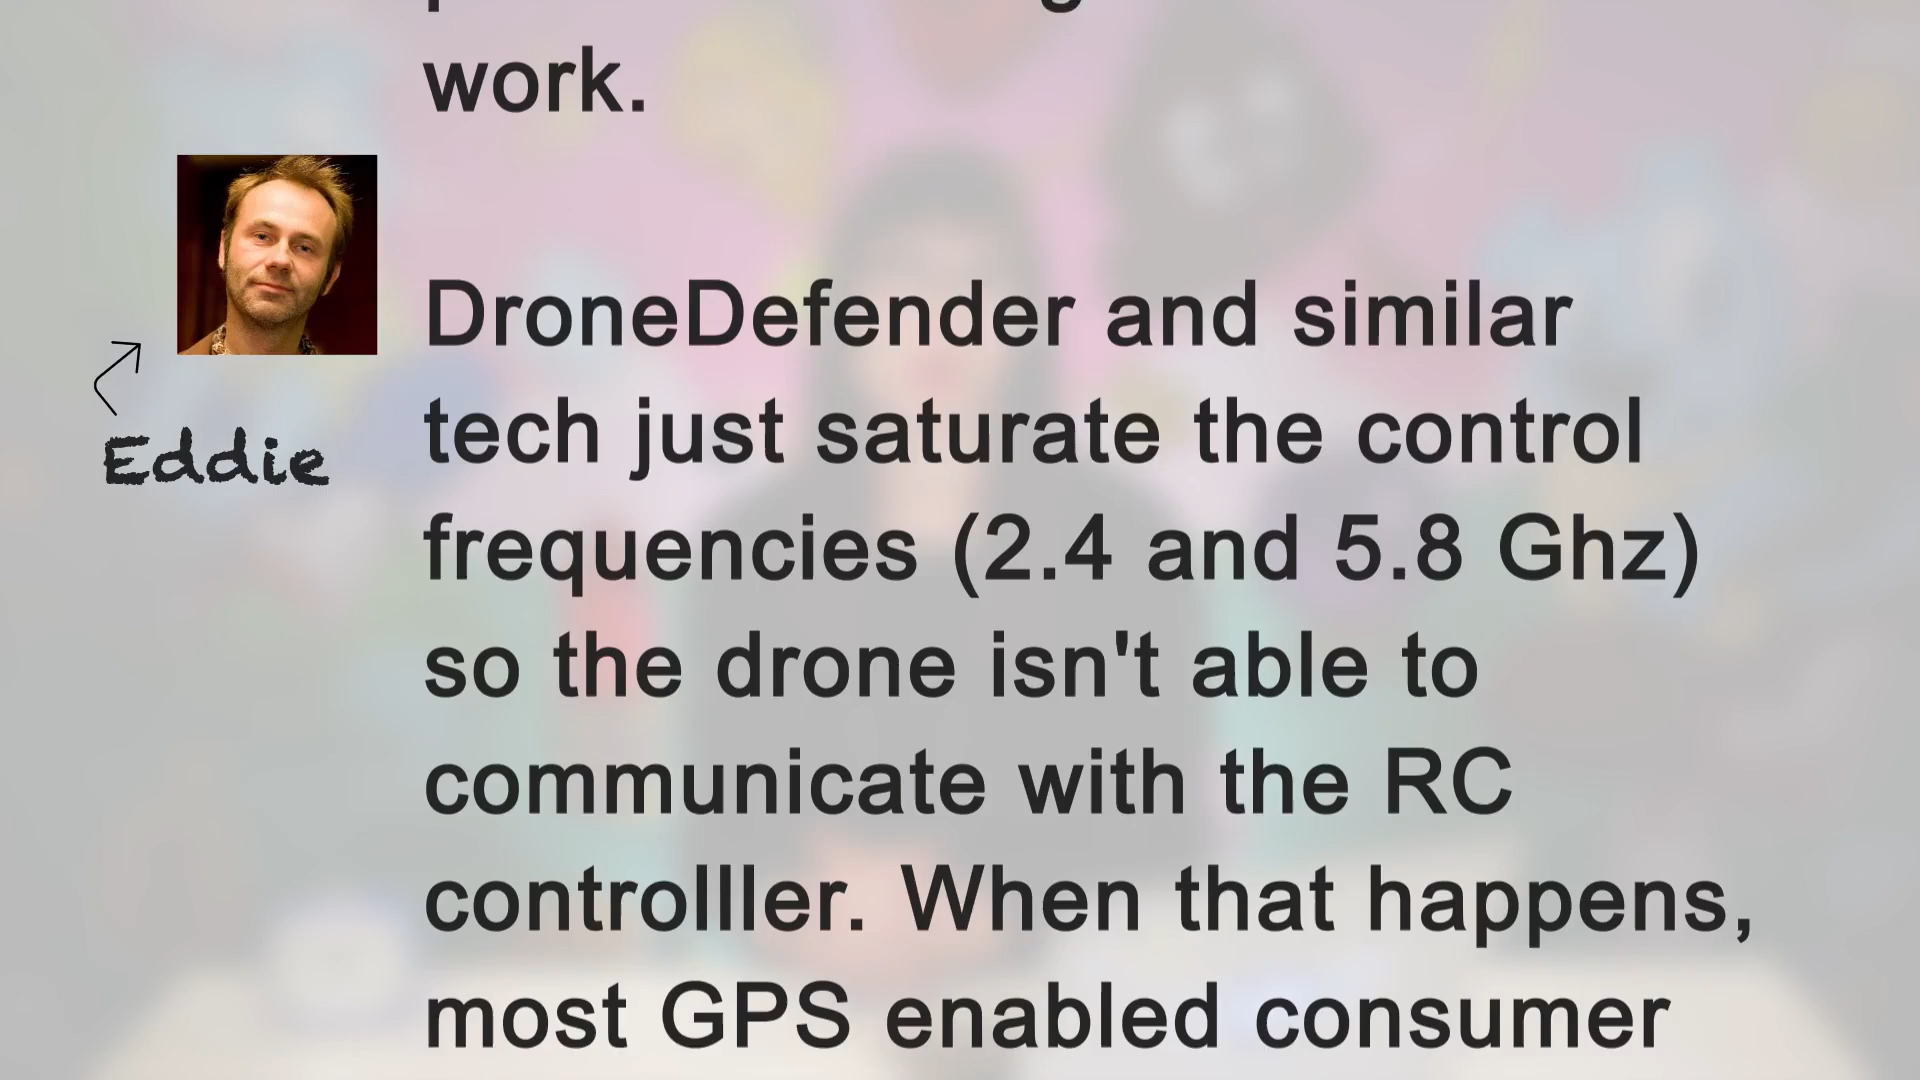 work.
DroneDefender and similar
tech just saturate the control
frequencies (2.4 and 5.8 Ghz)
so the drone isn't able to
communicate with the RC
controlller. When that happens,
most GPS enabled consumer
Eddie